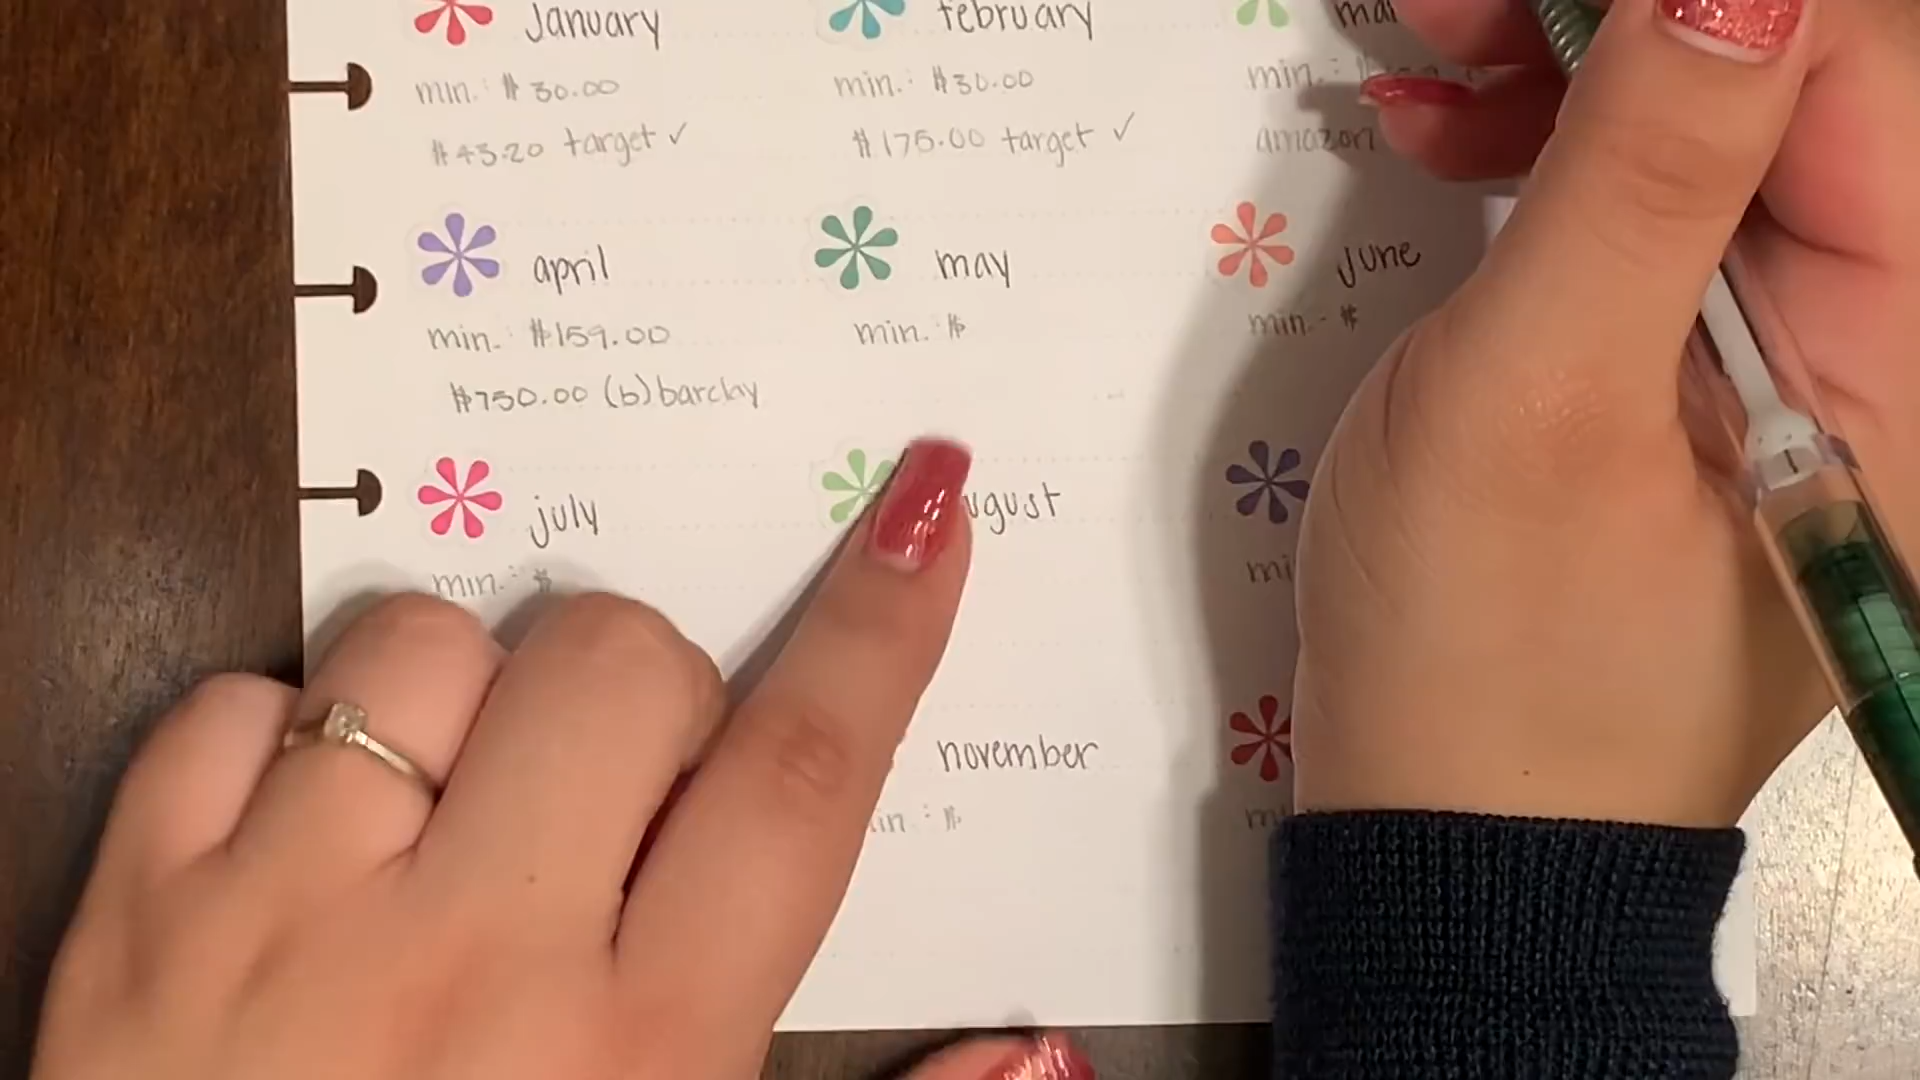 January february
min.: $30.00 min.: $30.00 min.:
$43.20 target ✓ $175.00 target ✓ amazon
april may june
min.: $159.00 min.: $ min.: $
$750.00 (b) barclay
july
min.: $
november